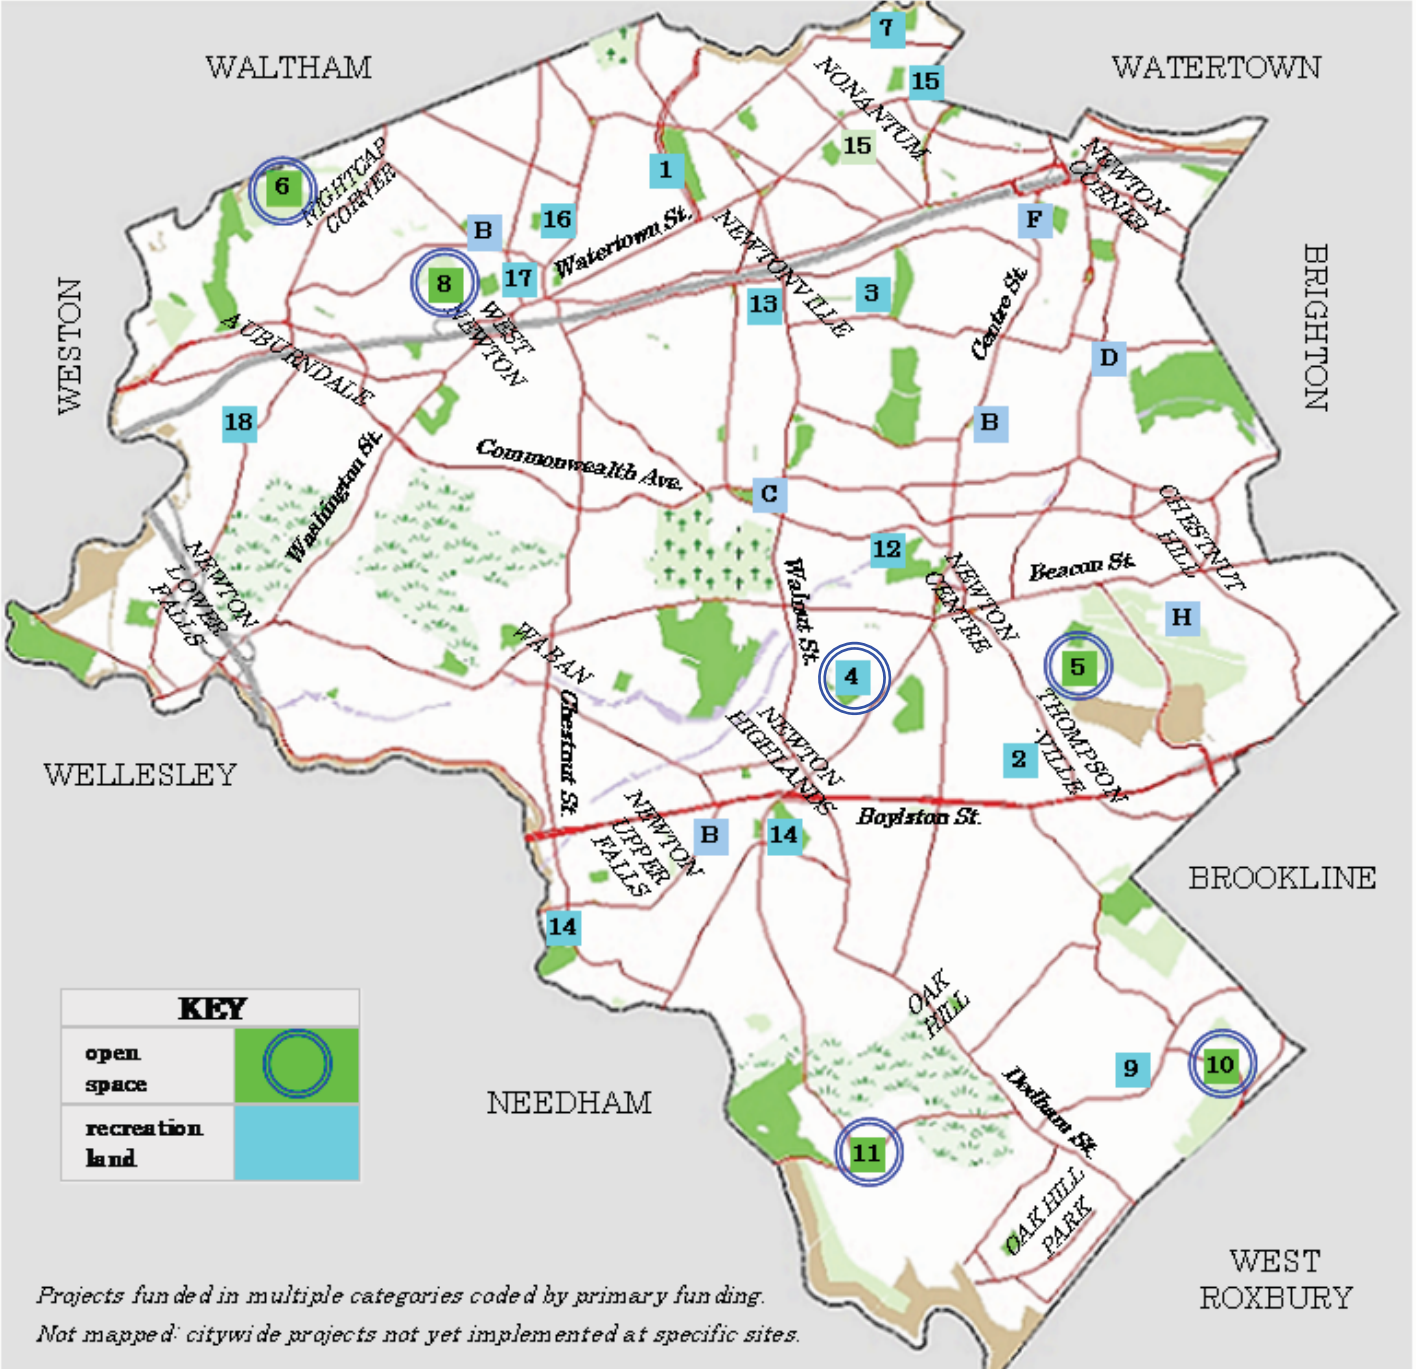 7
WALTHAM
WATERTOWN
NONANTUM
15
15
NEWTON
CORNER
1
6
NIGHTCAP
CORNER
B
16
Watertown St.
NEWTONVILLE
F
8
17
13
3
Centre St.
BRIGHTON
WESTON
AUBURNDALE
WEST
NEWTON
D
18
Washington St.
Commonwealth Ave.
B
C
CHESTNUT
HILL
NEWTON
LOWER
FALLS
12
Walnut St.
NEWTON
CENTRE
Beacon St.
H
WABAN
4
5
Chestnut St.
NEWTON
HIGHLANDS
THOMPSON
-VILLE
2
WELLESLEY
NEWTON
UPPER
FALLS
B
14
Boylston St.
BROOKLINE
14
OAK
HILL
KEY
open
space
recreation
land
NEEDHAM
Dedham St.
9
10
11
OAK HILL
PARK
WEST
ROXBURY
Projects funded in multiple categories coded by primary funding.
Not mapped: citywide projects not yet implemented at specific sites.